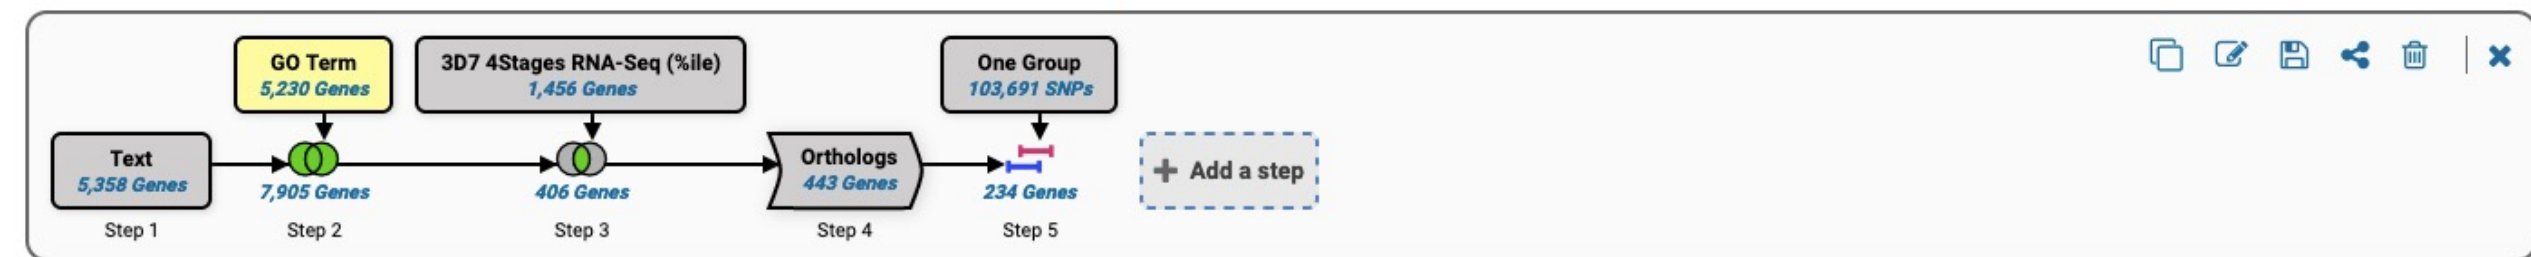 GO Term
5,230 Genes
3D7 4Stages RNA-Seq (%ile)
1,456 Genes
One Group
103,691 SNPs
Text
5,358 Genes
7,905 Genes
406 Genes
Orthologs
443 Genes
234 Genes
Add a step
Step 1
Step 2
Step 3
Step 4
Step 5